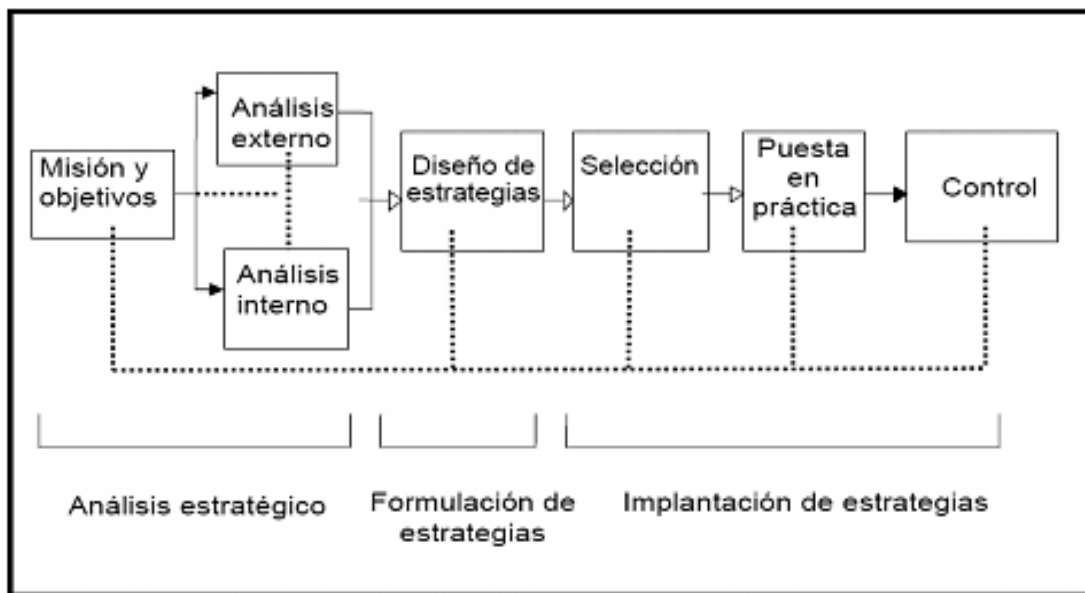 Misión y
objetivos
Análisis
externo
Análisis
interno
Diseño de
estrategias
Selección
Puesta
en
práctica
Control
Análisis estratégico
Formulación de
estrategias
Implantación de estrategias